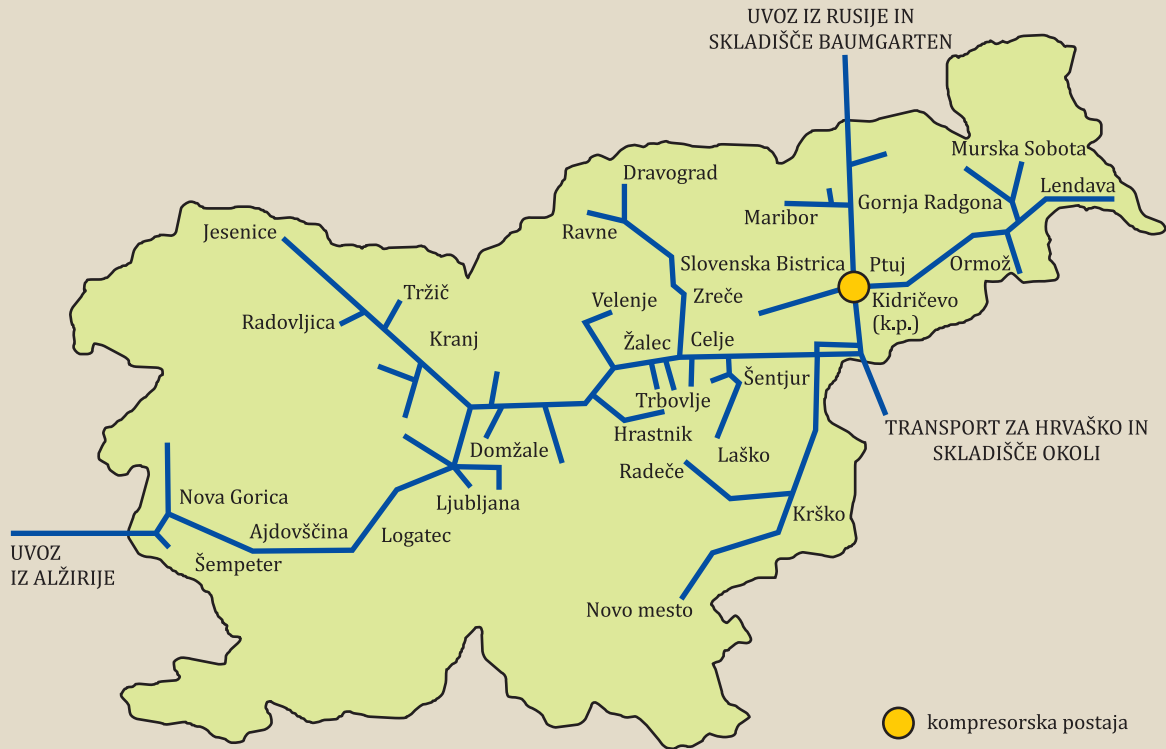 UVOZ IZ RUSIJE IN
SKLADIŠČE BAUMGARTEN
Murska Sobota
Dravograd
Lendava
Gornja Radgona
Maribor
Jesenice
Ravne
Slovenska Bistrica
Ptuj
Ormož
Tržič
Velenje
Zreče
Kidričevo
(k.p.)
Radovljica
Kranj
Žalec
Celje
Šentjur
Trbovlje
TRANSPORT ZA HRVAŠKO IN
SKLADIŠČE OKOLI
Hrastnik
Domžale
Laško
Radeče
Nova Gorica
Ljubljana
Krško
Ajdovščina
Logatec
UVOZ
IZ ALŽIRIJE
Šempeter
Novo mesto
kompresorska postaja